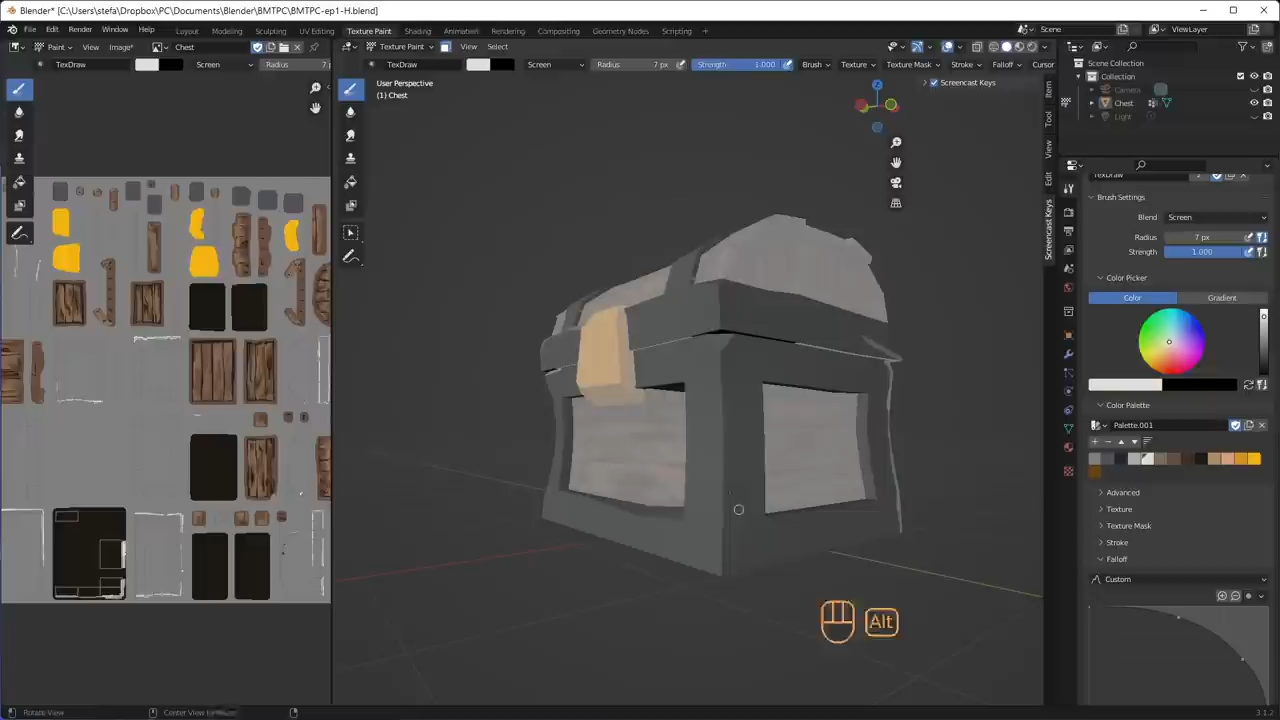 Blender* [C:\Users\stefa\Dropbox\PC\Documents\Blender\BMTPC\BMTPC-ep1-H.blend]
File Edit Render Window Help Layout Modeling Sculpting UV Editing Texture Paint Shading Animation Rendering Compositing Geometry Nodes Scripting + Scene ViewLayer
Paint View Image* Chest Texture Paint View Select
TexDraw Screen Radius 7 p TexDraw Screen Radius 7 px Strength 1.000 Brush Texture Texture Mask Stroke Falloff Cursor
Scene Collection
Collection
Camera
Chest
Light
User Perspective
(1) Chest
Z
Screencast Keys
Item
Tool
View
Edit
Screencast Keys
TexDraw
Brush Settings
Blend Screen
Radius 7 px
Strength 1.000
Color Picker
Color Gradient
Color Palette
Palette.001
Advanced
Texture
Texture Mask
Stroke
Falloff
Custom
Alt
Rotate View Center View to 3.1.2